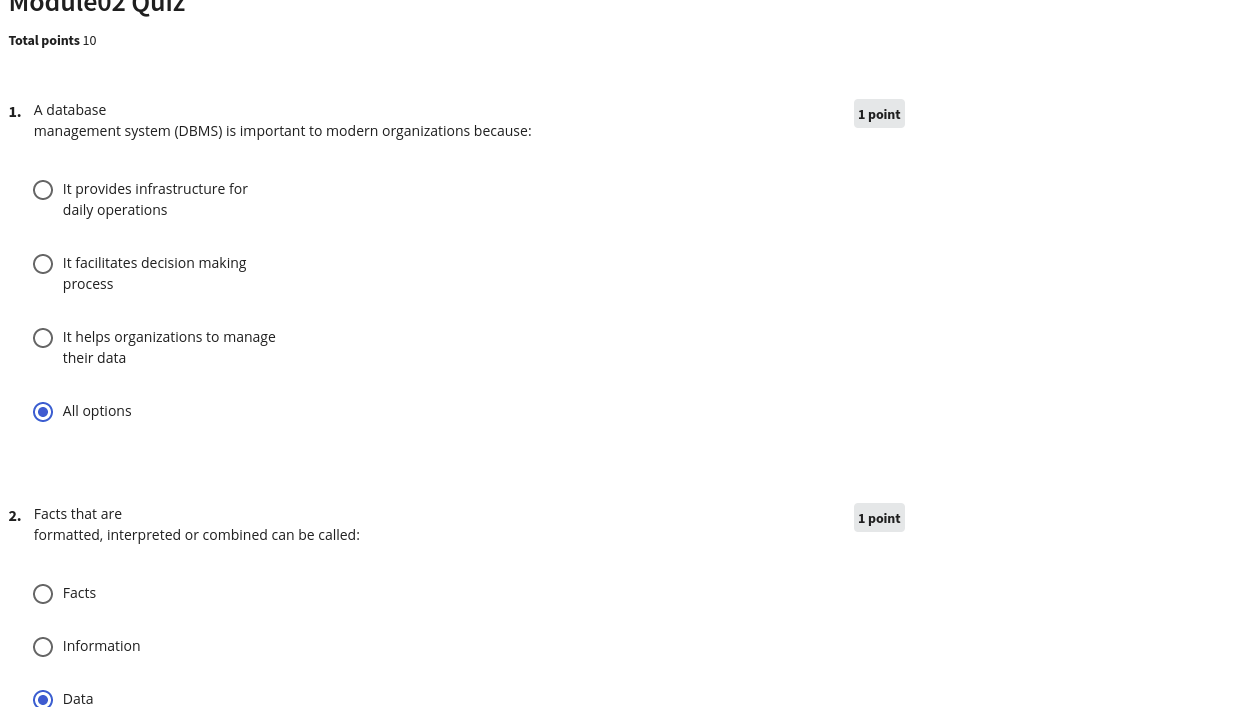 Module02 Quiz
Total points 10
1. A database
management system (DBMS) is important to modern organizations because:
1 point
It provides infrastructure for
daily operations
It facilitates decision making
process
It helps organizations to manage
their data
All options
2. Facts that are
formatted, interpreted or combined can be called:
1 point
Facts
Information
Data